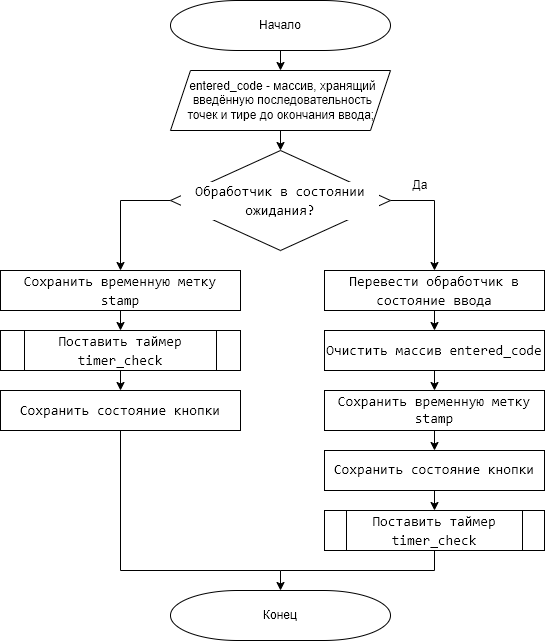 Начало
entered_code - массив, хранящий
введённую последовательность
точек и тире до окончания ввода;
Обработчик в состоянии
ожидания?
Да
Сохранить временную метку
stamp
Поставить таймер
timer_check
Сохранить состояние кнопки
Перевести обработчик в
состояние ввода
Очистить массив entered_code
Сохранить временную метку
stamp
Сохранить состояние кнопки
Поставить таймер
timer_check
Конец